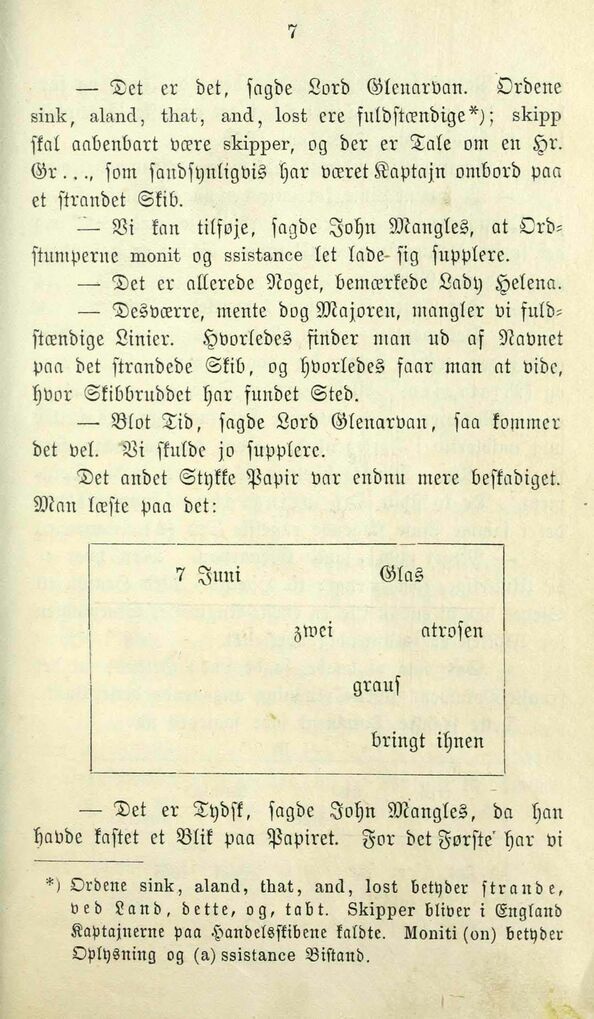 7
— Det er det, sagde Lord Glenarvan. Ordene
sink, aland, that, and, lost ere fuldstændige*); skipp
skal aabenbart være skipper, og der er Tale om en Hr.
Gr..., som sandsynligvis har været Kaptajn ombord paa
et strandet Skib.
— Vi kan tilføje, sagde John Mangles, at Ord-
stumperne monit og ssistance let lade sig supplere.
— Det er allerede Noget, bemærkede Lady Helena.
— Desværre, mente dog Majoren, mangler vi fuld-
stændige Linier. Hvorledes finder man ud af Navnet
paa det strandede Skib, og hvorledes faar man at vide,
hvor Skibbruddet har fundet Sted.
— Blot Tid, sagde Lord Glenarvan, saa kommer
det vel. Vi skulde jo supplere.
Det andet Stykke Papir var endnu mere beskadiget.
Man læste paa det:
7 Juni Glas
zwei atrosen
graus
bringt ihnen
— Det er Tydsk, sagde John Mangles, da han
havde kastet et Blik paa Papiret. For det Første har vi
*) Ordene sink, aland, that, and, lost betyder strande,
ved Land, dette, og, tabt. Skipper bliver i England
Kaptajnerne paa Handelsskibene kaldte. Moniti (on) betyder
Oplysning og (a) ssistance Bistand.